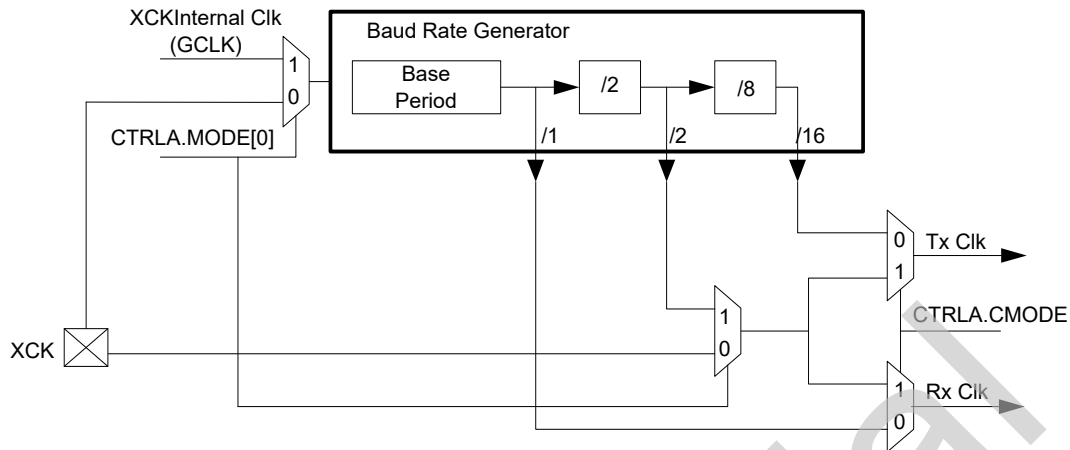 XCKInternal Clk
(GCLK)
Baud Rate Generator
1
0
Base
Period
/2
/8
CTRLA.MODE[0]
/1
/2
/16
0
1
Tx Clk
CTRLA.CMODE
1
0
XCK
1
0
Rx Clk